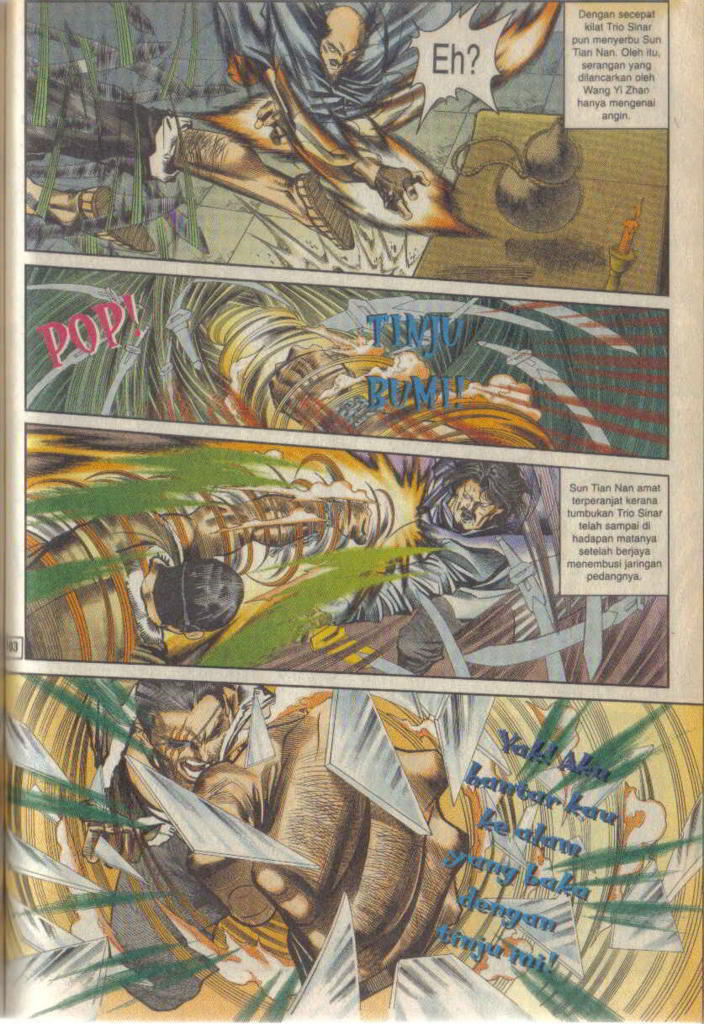 Dengan secepat
kilat Trio Sinar
pun menyerbu Sun
Tian Nan. Oleh itu,
serangan yang
dilancarkan oleh
Wang Yi Zhan
hanya mengenai
angin.
Eh?
POP!
TINJU
BUMI!
Sun Tian Nan amat
terperanjat kerana
tumbukan Trio Sinar
telah sampai di
hadapan matanya
setelah berjaya
menembusi jaringan
pedangnya.
03
Yak! Aku
hantar kau
ke alam
yang baka
dengan
tinju ini!